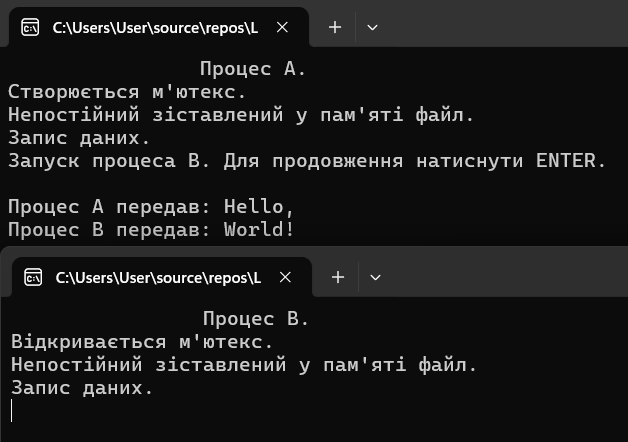 C:\Users\User\source\repos\L
Процес A.
Створюється м'ютекс.
Непостійний зіставлений у пам'яті файл.
Запис даних.
Запуск процеса B. Для продовження натиснути ENTER.
Процес A передав: Hello,
Процес B передав: World!
C:\Users\User\source\repos\L
Процес B.
Відкривається м'ютекс.
Непостійний зіставлений у пам'яті файл.
Запис даних.